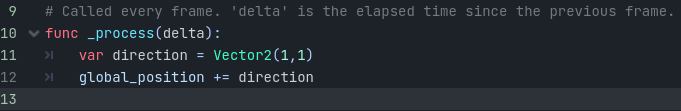 9 # Called every frame. 'delta' is the elapsed time since the previous frame.
10 func _process(delta):
11 var direction = Vector2(1,1)
12 global_position += direction
13